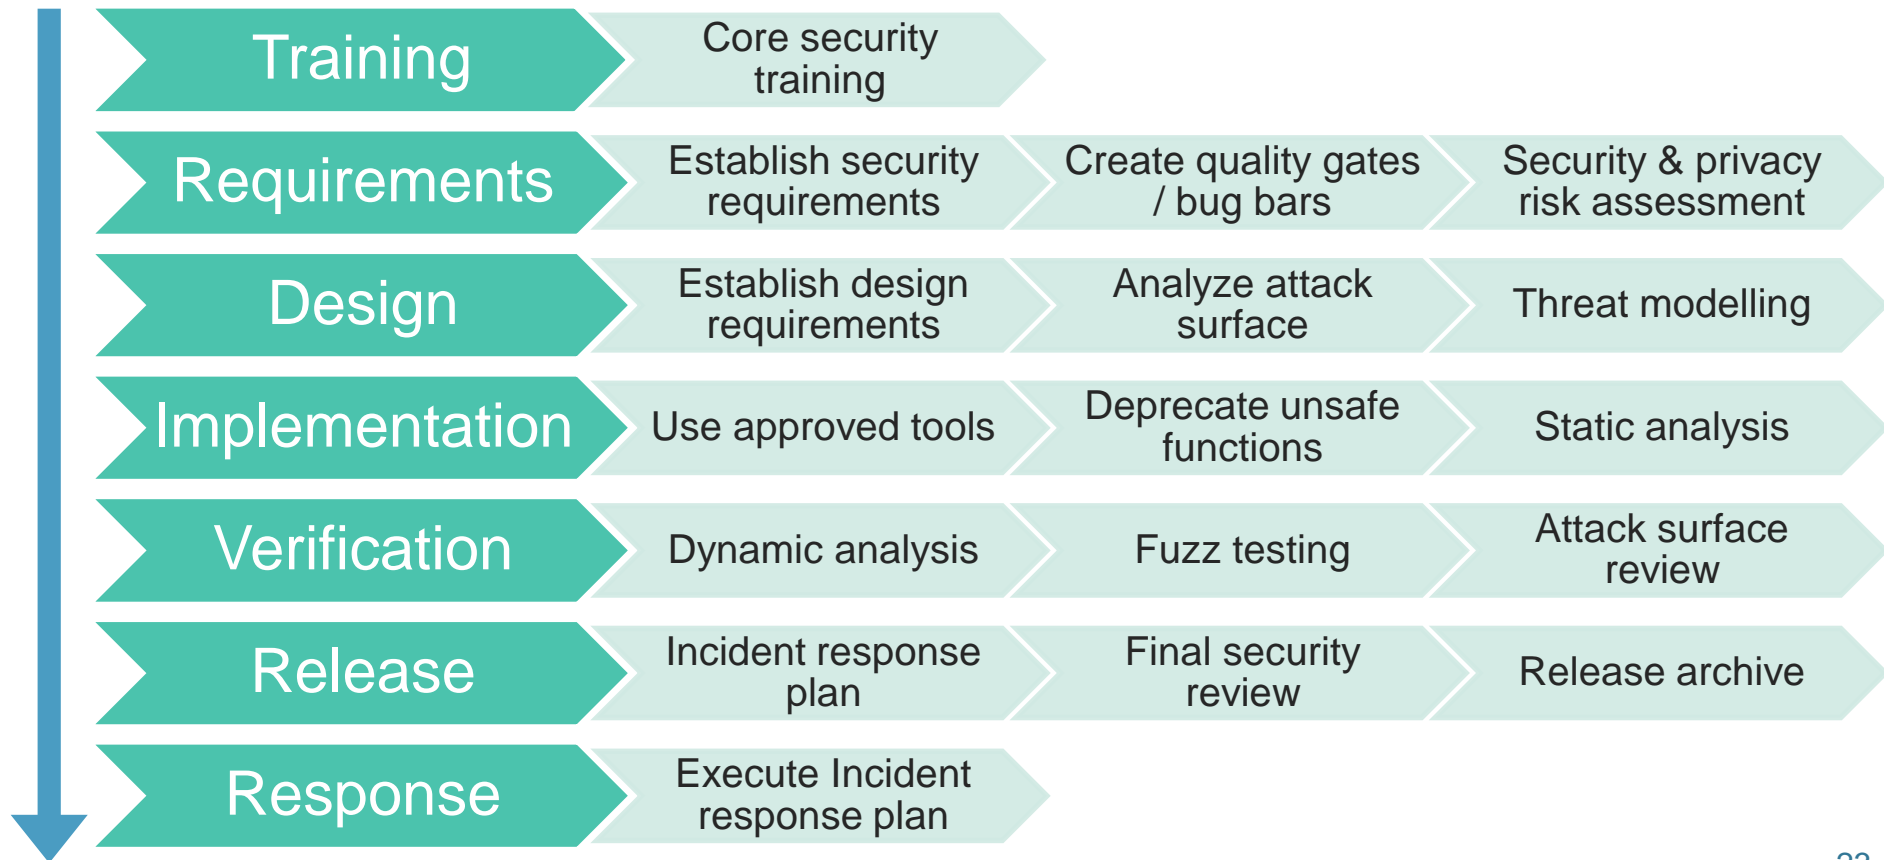 Training
Core security
training
Requirements
Establish security
requirements
Create quality gates
/ bug bars
Security & privacy
risk assessment
Design
Establish design
requirements
Analyze attack
surface
Threat modelling
Implementation
Use approved tools
Deprecate unsafe
functions
Static analysis
Verification
Dynamic analysis
Fuzz testing
Attack surface
review
Release
Incident response
plan
Final security
review
Release archive
Response
Execute Incident
response plan